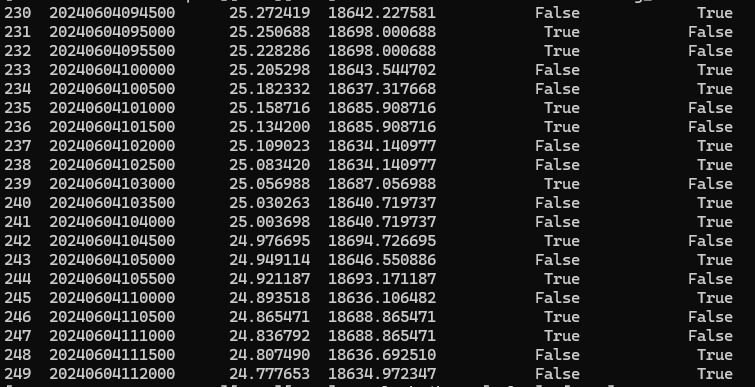 230 20240604094500 25.272419 18642.227581 False True
231 20240604095000 25.250688 18698.000688 True False
232 20240604095500 25.228286 18698.000688 True False
233 20240604100000 25.205298 18643.544702 False True
234 20240604100500 25.182332 18637.317668 False True
235 20240604101000 25.158716 18685.908716 True False
236 20240604101500 25.134200 18685.908716 True False
237 20240604102000 25.109023 18634.140977 False True
238 20240604102500 25.083420 18634.140977 False True
239 20240604103000 25.056988 18687.056988 True False
240 20240604103500 25.030263 18640.719737 False True
241 20240604104000 25.003698 18640.719737 False True
242 20240604104500 24.976695 18694.726695 True False
243 20240604105000 24.949114 18646.550886 False True
244 20240604105500 24.921187 18693.171187 True False
245 20240604110000 24.893518 18636.106482 False True
246 20240604110500 24.865471 18688.865471 True False
247 20240604111000 24.836792 18688.865471 True False
248 20240604111500 24.807490 18636.692510 False True
249 20240604112000 24.777653 18634.972347 False True